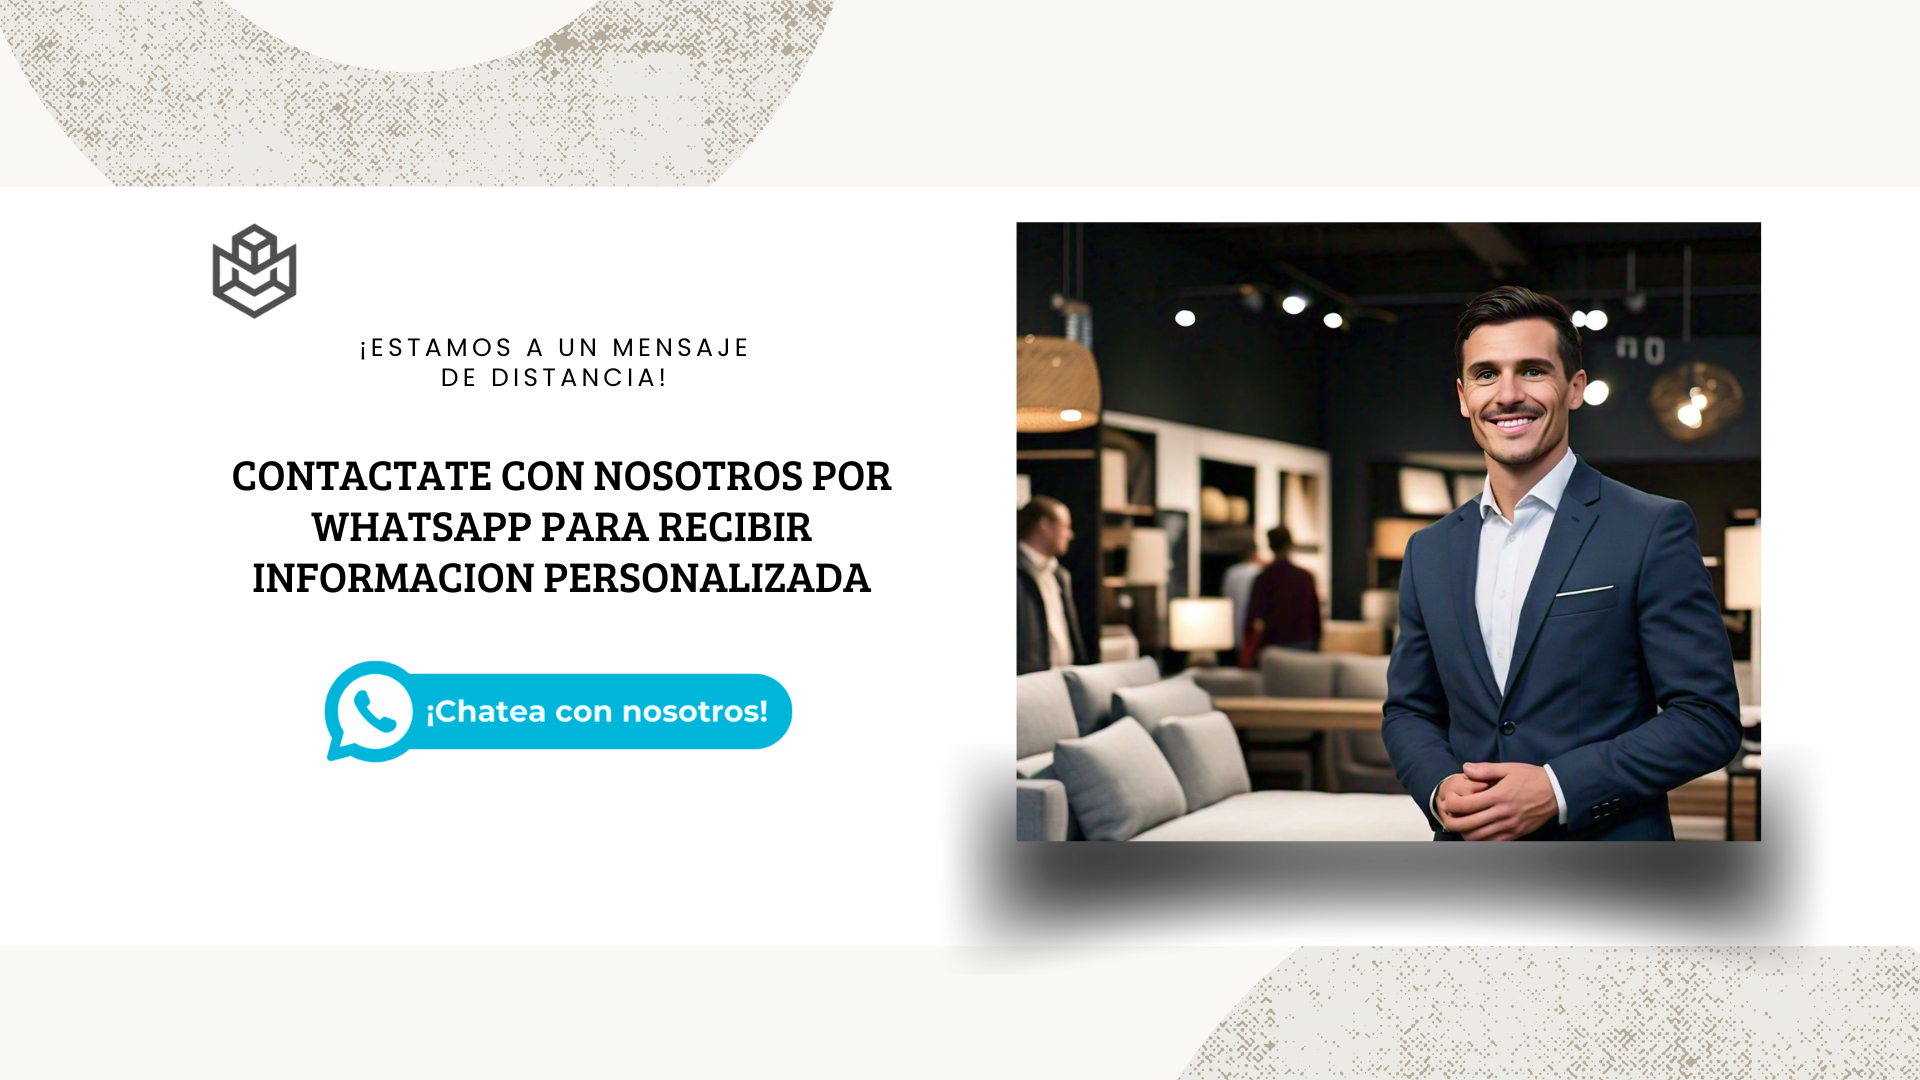 ¡ESTAMOS A UN MENSAJE
DE DISTANCIA!
CONTACTATE CON NOSOTROS POR
WHATSAPP PARA RECIBIR
INFORMACION PERSONALIZADA
¡Chatea con nosotros!